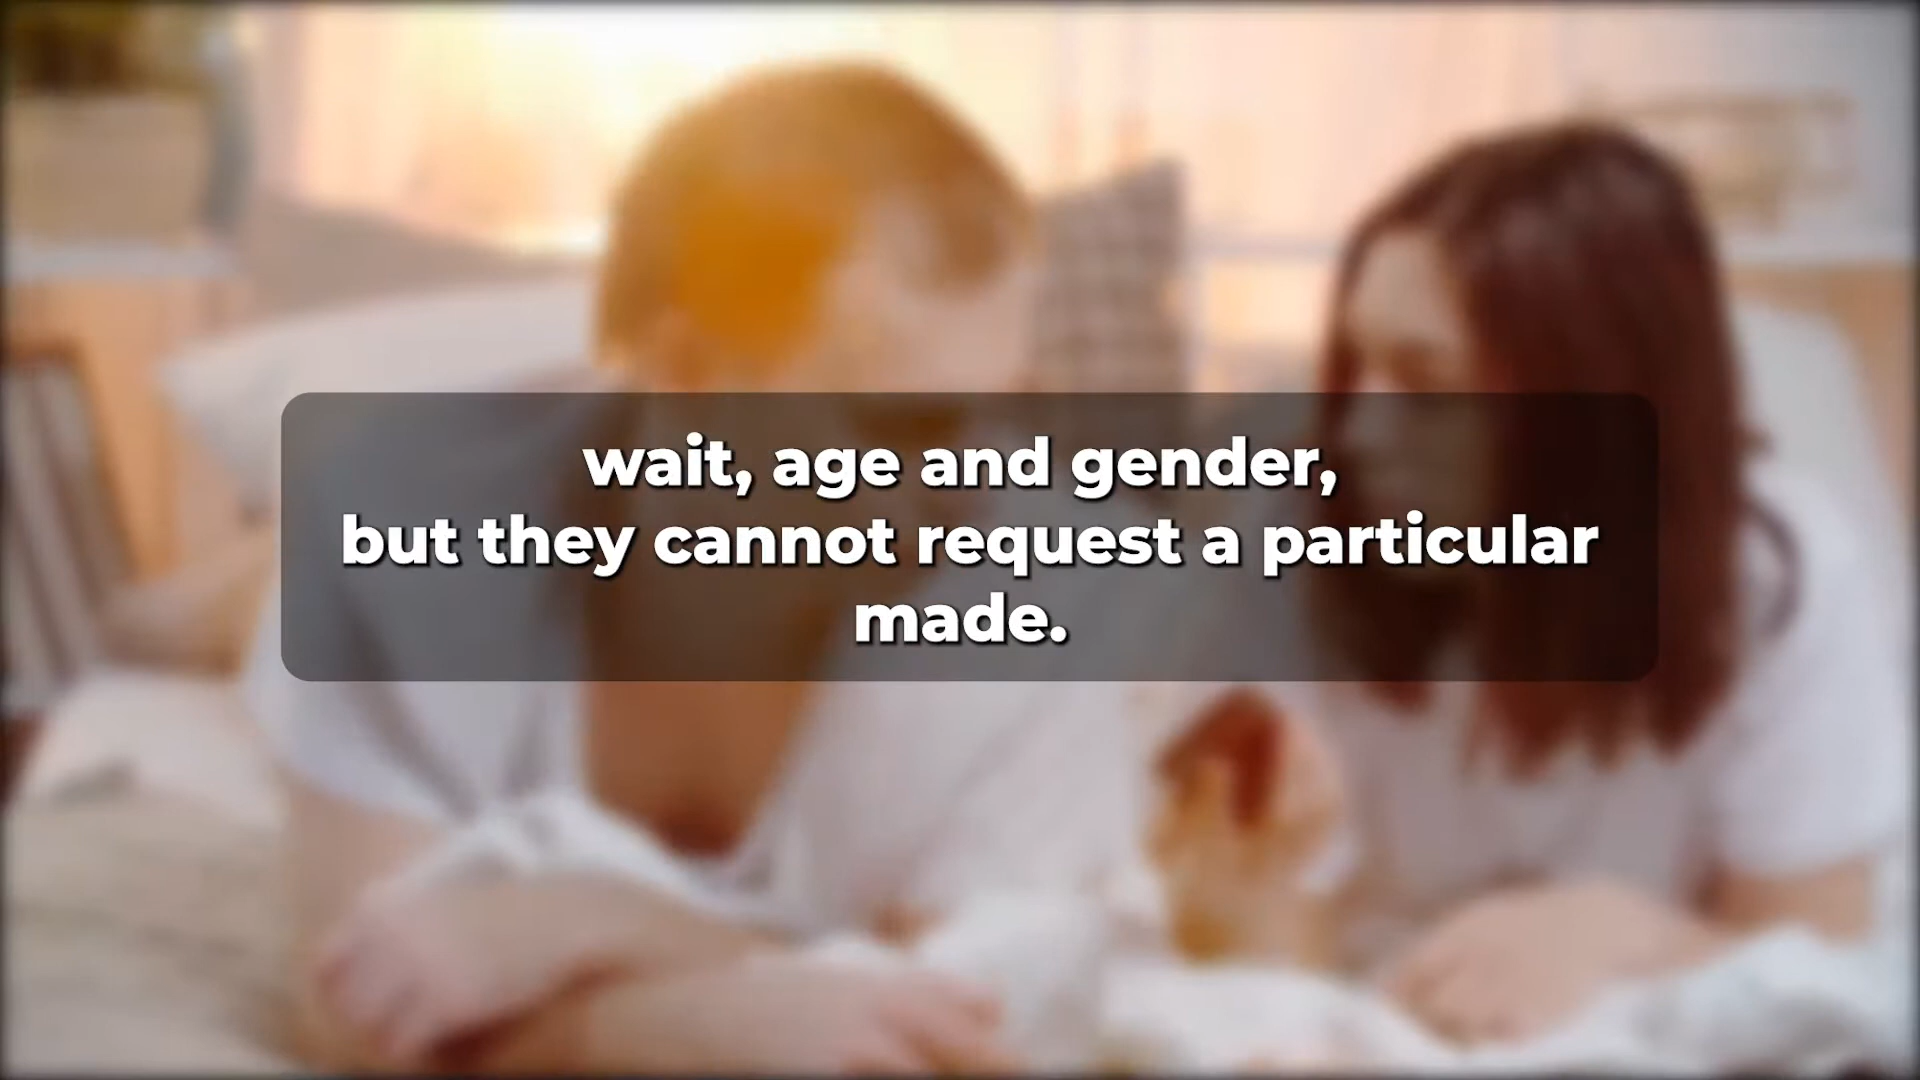 wait, age and gender,
but they cannot request a particular
made.